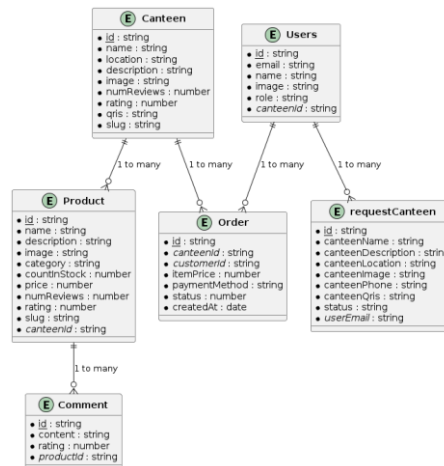 E Canteen
id : string
name : string
location : string
description : string
image : string
numReviews : number
rating : number
qris : string
slug : string
E Users
id : string
email : string
name : string
image : string
role : string
canteenId : string
1 to many
1 to many
1 to many
1 to many
E Product
id : string
name : string
description : string
image : string
category : string
countinStock : number
price : number
numReviews : number
rating : number
slug : string
canteenId : string
E Order
id : string
canteenId : string
customerId : string
itemPrice : number
paymentMethod : string
status : number
createdAt : date
E requestCanteen
id : string
canteenName : string
canteenDescription : string
canteenLocation : string
canteenImage : string
canteenPhone : string
canteenQris : string
status : string
userEmail : string
1 to many
E Comment
id : string
content : string
rating : number
productId : string